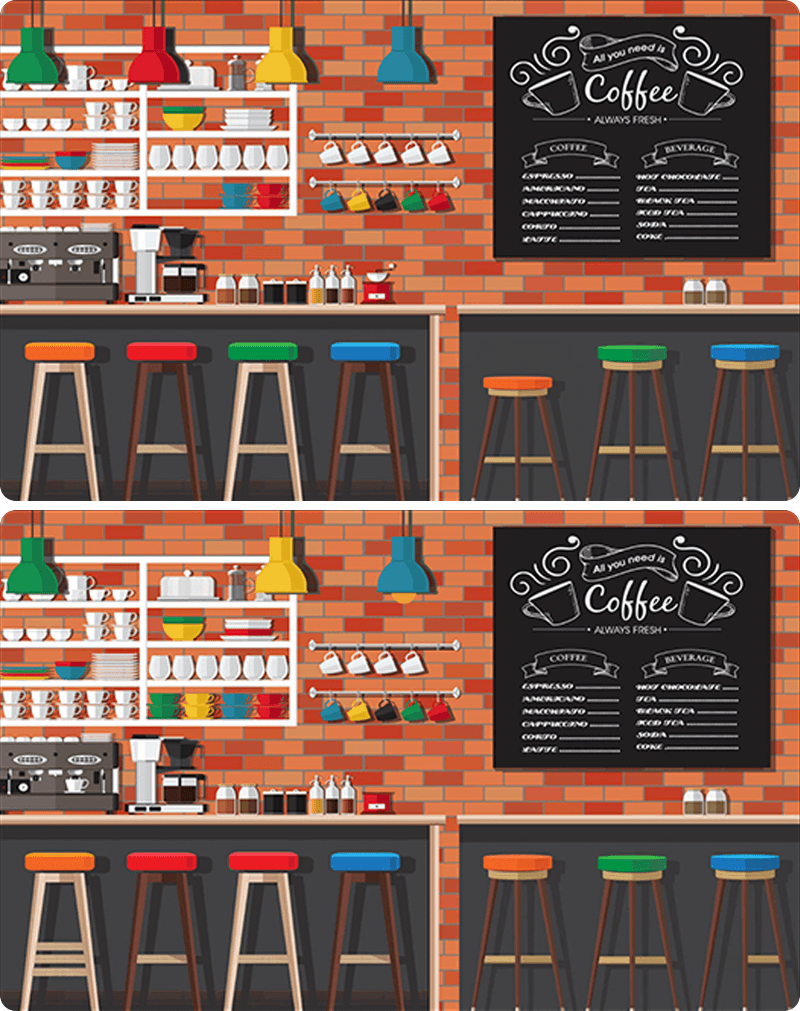 All you need is
Coffee
• ALWAYS FRESH •
COFFEE
ESPRESSO
AMERICANO
MACCHIATO
CAPPUCCINO
CORTO
LATTE
BEVERAGE
HOT CHOCOLATE
TEA
BLACK TEA
ICED TEA
SODA
COKE
All you need is
Coffee
• ALWAYS FRESH •
COFFEE
ESPRESSO
AMERICANO
MACCHIATO
CAPPUCCINO
CORTO
LATTE
BEVERAGE
HOT CHOCOLATE
TEA
BLACK TEA
ICED TEA
SODA
COKE